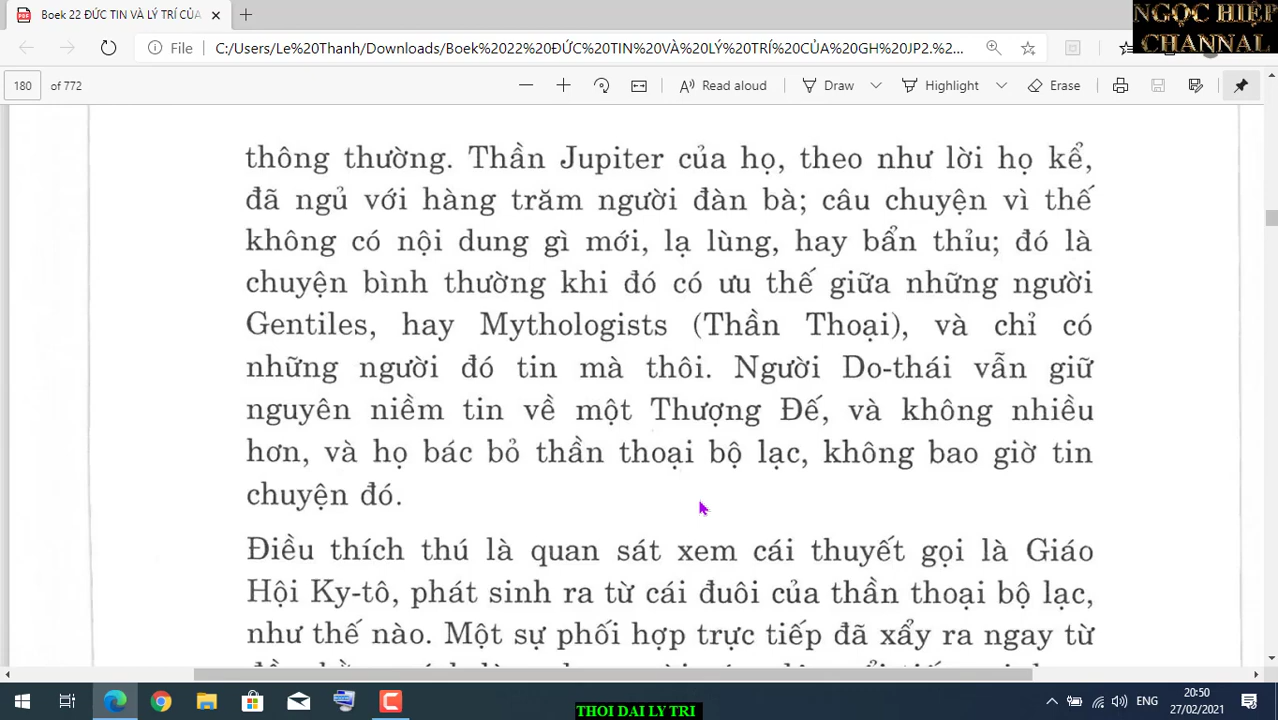 Boek 22 ĐỨC TIN VÀ LÝ TRÍ CỦA
NGỌC HIỆP
CHANNAL
File C:/Users/Le%20Thanh/Downloads/Boek%2022%20ĐỨC%20TIN%20VÀ%20LÝ%20TRÍ%20CỦA%20GH%20JP2.%...
180 of 772 Read aloud Draw Highlight Erase
thông thường. Thần Jupiter của họ, theo như lời họ kể,
đã ngủ với hàng trăm người đàn bà; câu chuyện vì thế
không có nội dung gì mới, lạ lùng, hay bẩn thỉu; đó là
chuyện bình thường khi đó có ưu thế giữa những người
Gentiles, hay Mythologists (Thần Thoại), và chỉ có
những người đó tin mà thôi. Người Do-thái vẫn giữ
nguyên niềm tin về một Thượng Đế, và không nhiều
hơn, và họ bác bỏ thần thoại bộ lạc, không bao giờ tin
chuyện đó.
Điều thích thú là quan sát xem cái thuyết gọi là Giáo
Hội Ky-tô, phát sinh ra từ cái đuôi của thần thoại bộ lạc,
như thế nào. Một sự phối hợp trực tiếp đã xẩy ra ngay từ
ENG
20:50
27/02/2021
THOI DAI LY TRI